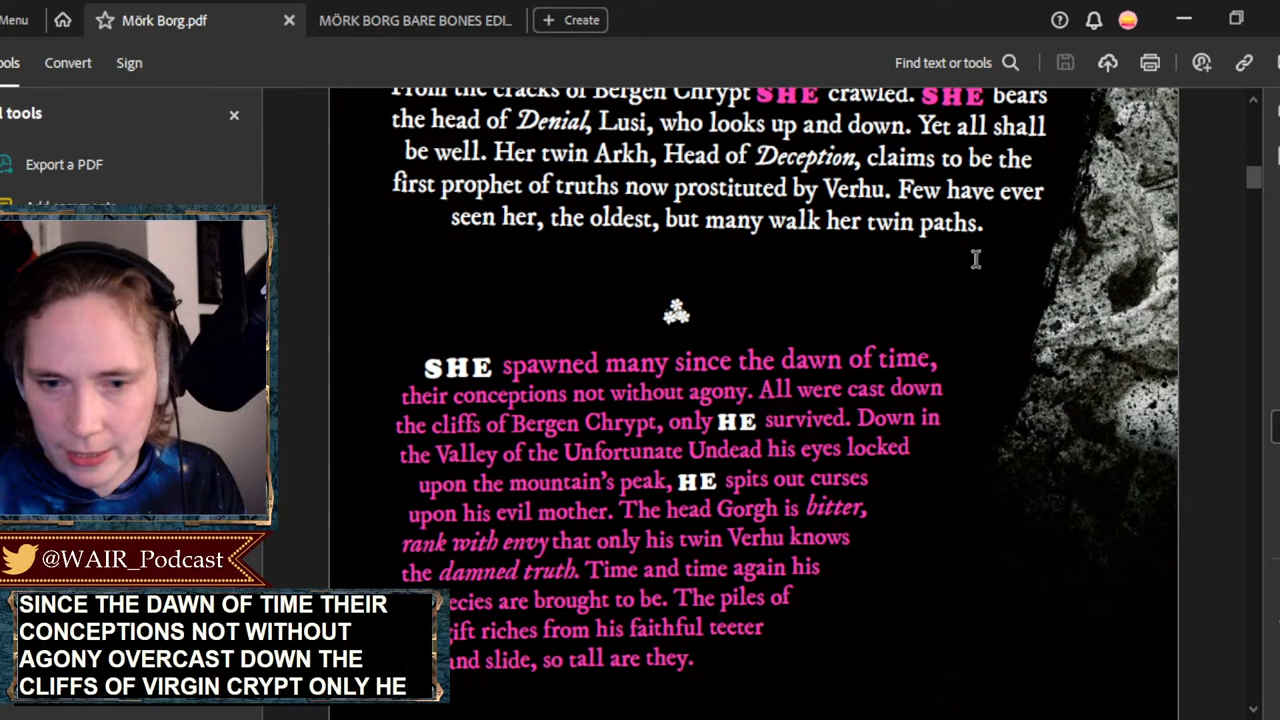 Menu
Mörk Borg.pdf
MÖRK BORG BARE BONES EDI...
Create
ools
Convert
Sign
Find text or tools
l tools
Export a PDF
From the cracks of Bergen Chrypt SHE crawled. SHE bears
the head of Denial, Lusi, who looks up and down. Yet all shall
be well. Her twin Arkh, Head of Deception, claims to be the
first prophet of truths now prostituted by Verhu. Few have ever
seen her, the oldest, but many walk her twin paths.
SHE spawned many since the dawn of time,
their conceptions not without agony. All were cast down
the cliffs of Bergen Chrypt, only HE survived. Down in
the Valley of the Unfortunate Undead his eyes locked
upon the mountain's peak, HE spits out curses
upon his evil mother. The head Gorgh is bitter,
rank with envy that only his twin Verhu knows
the damned truth. Time and time again his
ecies are brought to be. The piles of
gift riches from his faithful teeter
and slide, so tall are they.
@WAIR_Podcast
SINCE THE DAWN OF TIME THEIR
CONCEPTIONS NOT WITHOUT
AGONY OVERCAST DOWN THE
CLIFFS OF VIRGIN CRYPT ONLY HE